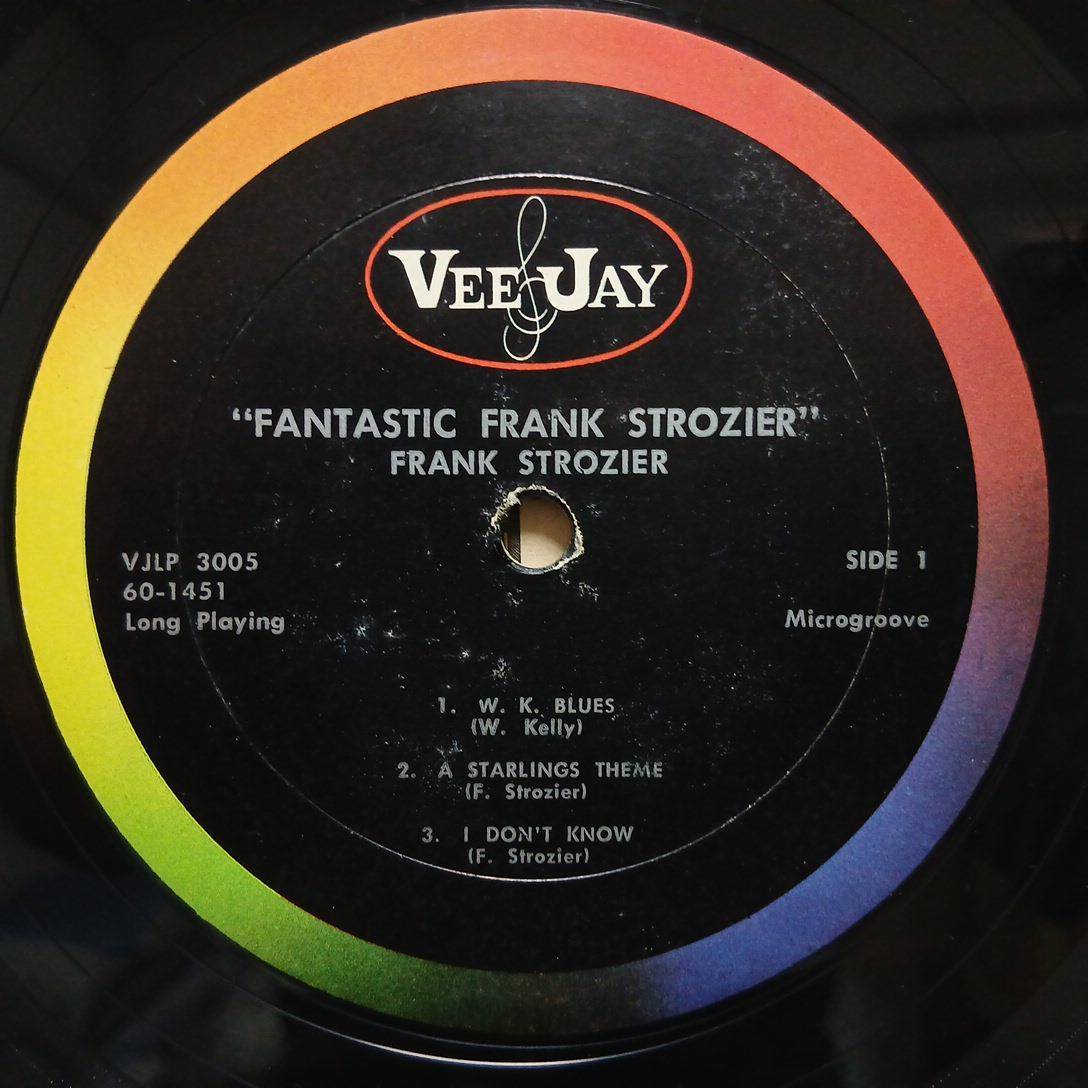 VEE JAY
“FANTASTIC FRANK STROZIER”
FRANK STROZIER
VJLP 3005
60-1451
Long Playing
SIDE 1
Microgroove
1. W. K. BLUES
(W. Kelly)
2. A STARLINGS THEME
(F. Strozier)
3. I DON'T KNOW
(F. Strozier)